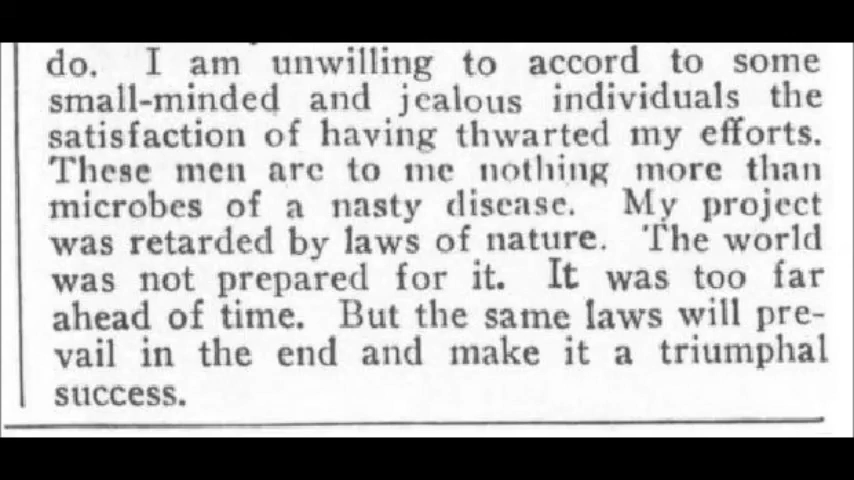 do. I am unwilling to accord to some
small-minded and jealous individuals the
satisfaction of having thwarted my efforts.
These men are to me nothing more than
microbes of a nasty disease. My project
was retarded by laws of nature. The world
was not prepared for it. It was too far
ahead of time. But the same laws will pre-
vail in the end and make it a triumphal
success.